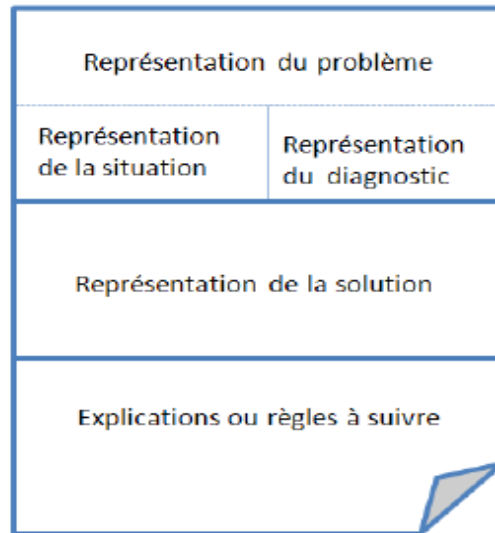 Représentation du problème
Représentation
de la situation
Représentation
du diagnostic
Représentation de la solution
Explications ou règles à suivre